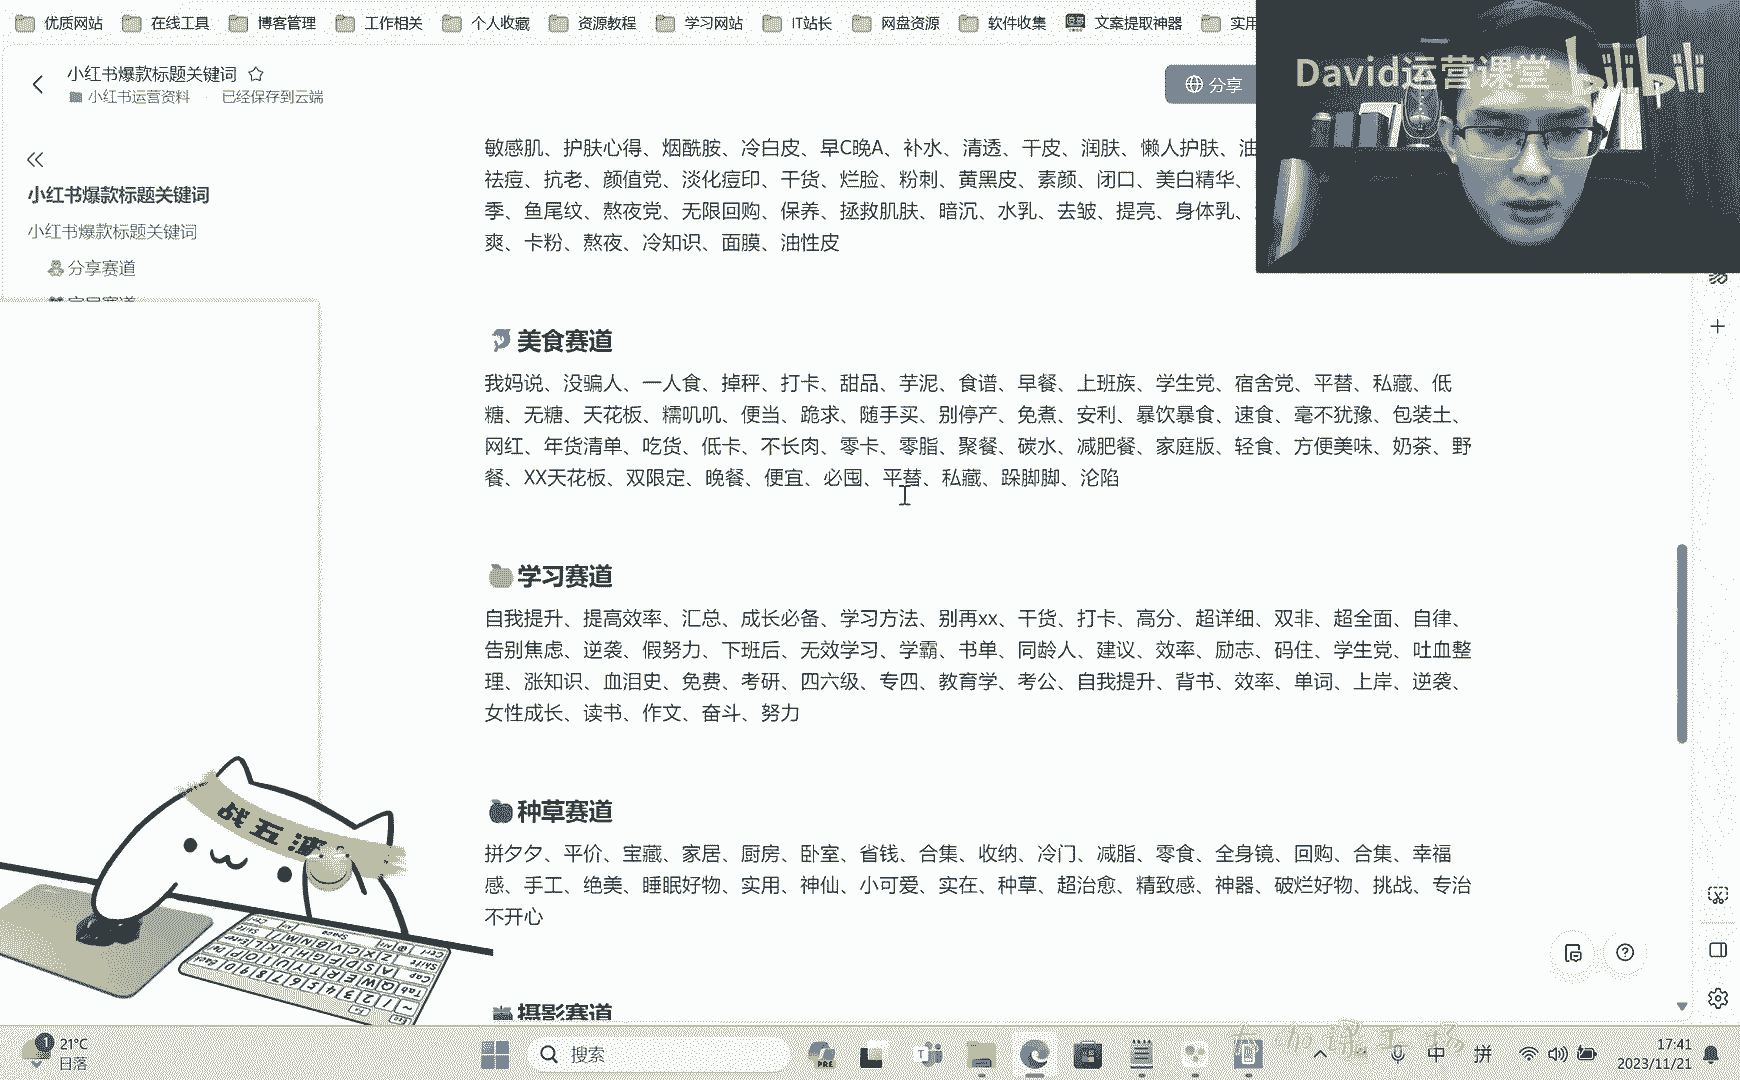 优质网站 在线工具 博客管理 工作相关 个人收藏 资源教程 学习网站 IT站长 网盘资源 软件收集 文案提取神器 实用
David运营课堂 bilibili
小红书爆款标题关键词
小红书运营资料 · 已经保存到云端
分享
小红书爆款标题关键词
小红书爆款标题关键词
分享赛道
敏感肌、护肤心得、烟酰胺、冷白皮、早C晚A、补水、清透、干皮、润肤、懒人护肤、油
祛痘、抗老、颜值党、淡化痘印、干货、烂脸、粉刺、黄黑皮、素颜、闭口、美白精华、
季、鱼尾纹、熬夜党、无限回购、保养、拯救肌肤、暗沉、水乳、去皱、提亮、身体乳、
爽、卡粉、熬夜、冷知识、面膜、油性皮
美食赛道
我妈说、没骗人、一人食、掉秤、打卡、甜品、芋泥、食谱、早餐、上班族、学生党、宿舍党、平替、私藏、低
糖、无糖、天花板、糯叽叽、便当、跪求、随手买、别停产、免煮、安利、暴饮暴食、速食、毫不犹豫、包装土、
网红、年货清单、吃货、低卡、不长肉、零卡、零脂、聚餐、碳水、减肥餐、家庭版、轻食、方便美味、奶茶、野
餐、XX天花板、双限定、晚餐、便宜、必囤、平替、私藏、跺脚脚、沦陷
学习赛道
自我提升、提高效率、汇总、成长必备、学习方法、别再xx、干货、打卡、高分、超详细、双非、超全面、自律、
告别焦虑、逆袭、假努力、下班后、无效学习、学霸、书单、同龄人、建议、效率、励志、码住、学生党、吐血整
理、涨知识、血泪史、免费、考研、四六级、专四、教育学、考公、自我提升、背书、效率、单词、上岸、逆袭、
女性成长、读书、作文、奋斗、努力
种草赛道
拼夕夕、平价、宝藏、家居、厨房、卧室、省钱、合集、收纳、冷门、减脂、零食、全身镜、回购、合集、幸福
感、手工、绝美、睡眠好物、实用、神仙、小可爱、实在、种草、超治愈、精致感、神器、破烂好物、挑战、专治
不开心
摄影赛道
战五渣
1
21°C
日落
搜索
PRE
中 拼
17:41
2023/11/21